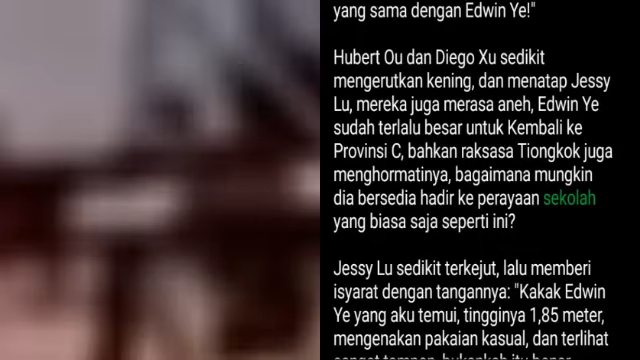 yang sama dengan Edwin Ye!"
Hubert Ou dan Diego Xu sedikit
mengerutkan kening, dan menatap Jessy
Lu, mereka juga merasa aneh, Edwin Ye
sudah terlalu besar untuk Kembali ke
Provinsi C, bahkan raksasa Tiongkok juga
menghormatinya, bagaimana mungkin
dia bersedia hadir ke perayaan sekolah
yang biasa saja seperti ini?
Jessy Lu sedikit terkejut, lalu memberi
isyarat dengan tangannya: "Kakak Edwin
Ye yang aku temui, tingginya 1,85 meter,
mengenakan pakaian kasual, dan terlihat